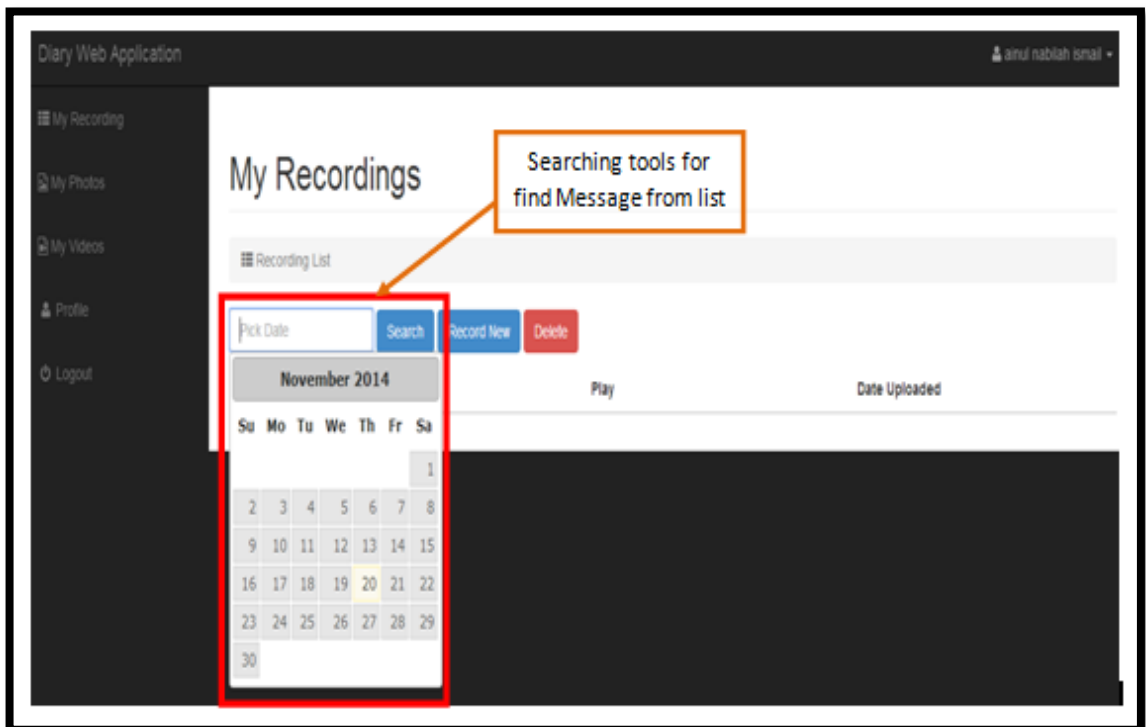 Diary Web Application
ainul nabilah ismail
My Recording
My Photos
My Videos
Profile
Logout
My Recordings
Searching tools for
find Message from list
Recording List
Pick Date
Search
Record New
Delete
Play
Date Uploaded
November 2014
Su Mo Tu We Th Fr Sa
1
2 3 4 5 6 7 8
9 10 11 12 13 14 15
16 17 18 19 20 21 22
23 24 25 26 27 28 29
30